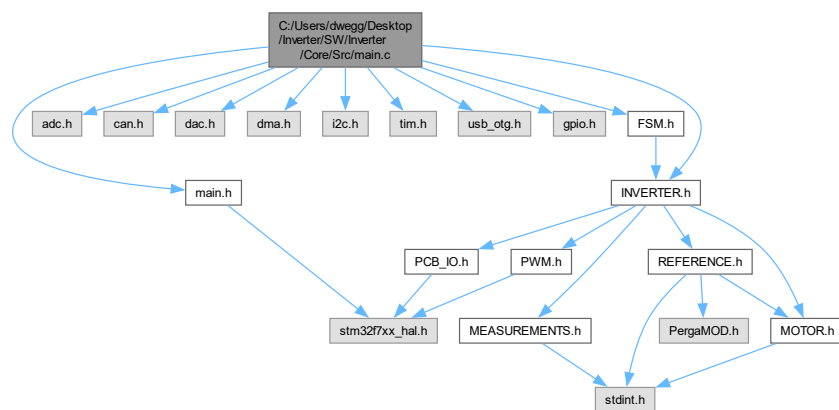 C:/Users/dwegg/Desktop
/Inverter/SW/Inverter
/Core/Src/main.c
adc.h
can.h
dac.h
dma.h
i2c.h
tim.h
usb_otg.h
gpio.h
FSM.h
main.h
INVERTER.h
PCB_IO.h
PWM.h
REFERENCE.h
stm32f7xx_hal.h
MEASUREMENTS.h
PergaMOD.h
MOTOR.h
stdint.h